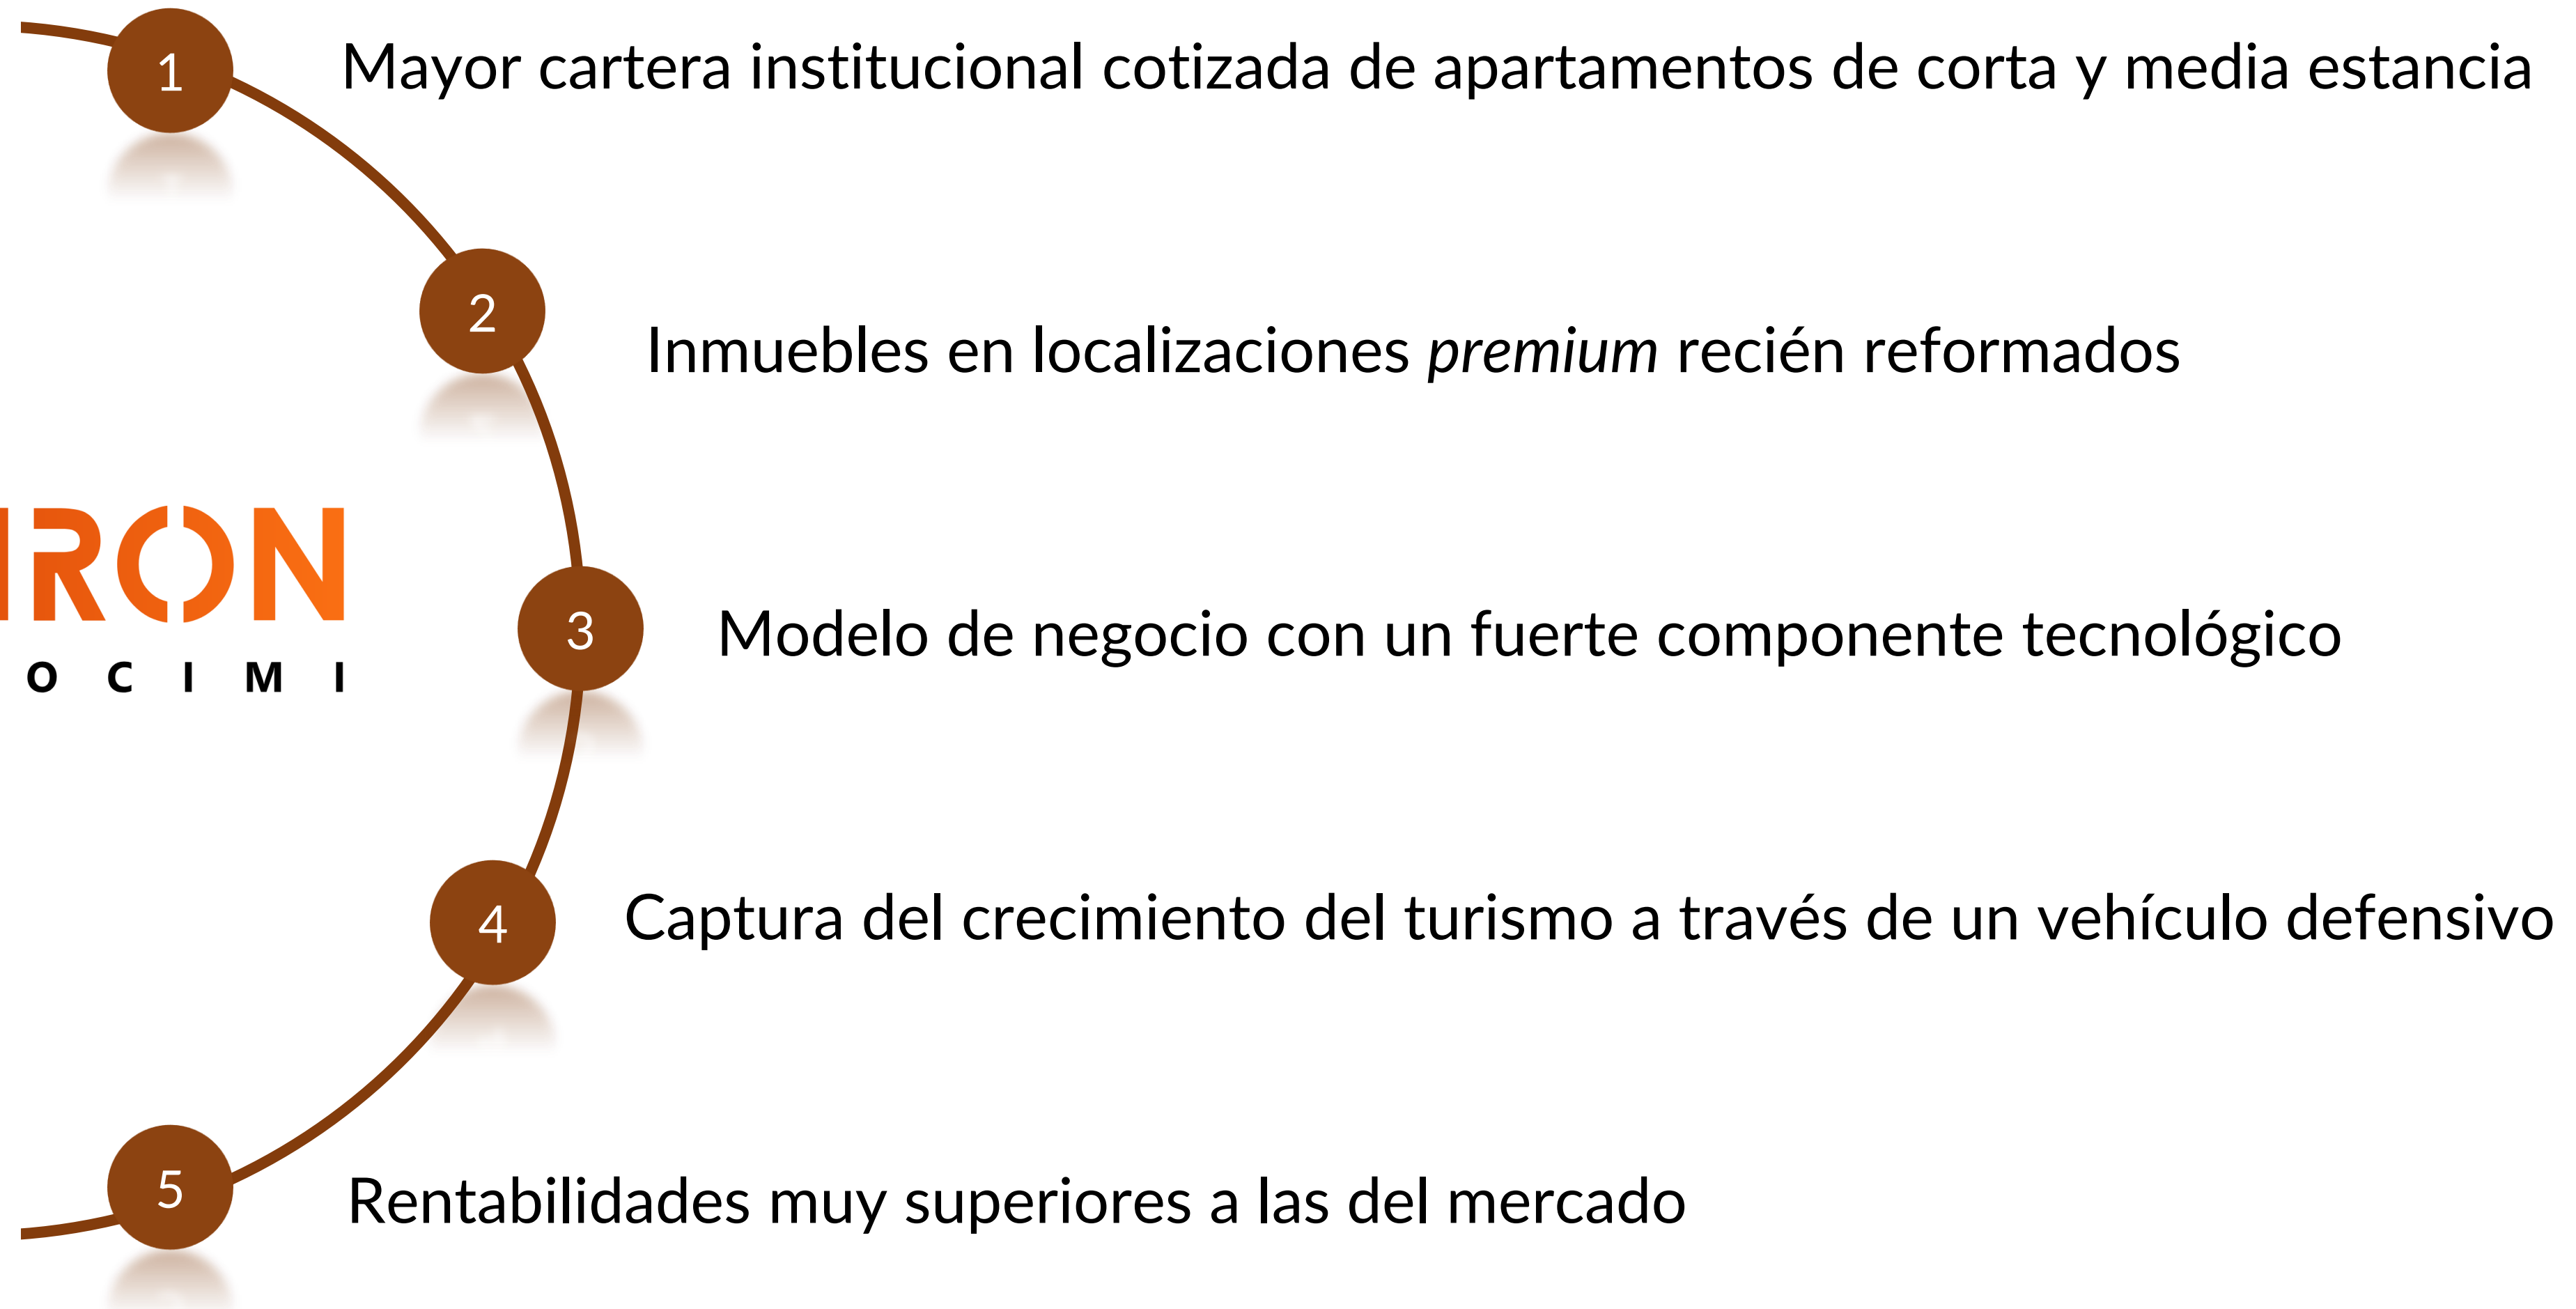 1
Mayor cartera institucional cotizada de apartamentos de corta y media estancia
2
Inmuebles en localizaciones premium recién reformados
IRON
O C I M I
3
Modelo de negocio con un fuerte componente tecnológico
4
Captura del crecimiento del turismo a través de un vehículo defensivo
5
Rentabilidades muy superiores a las del mercado